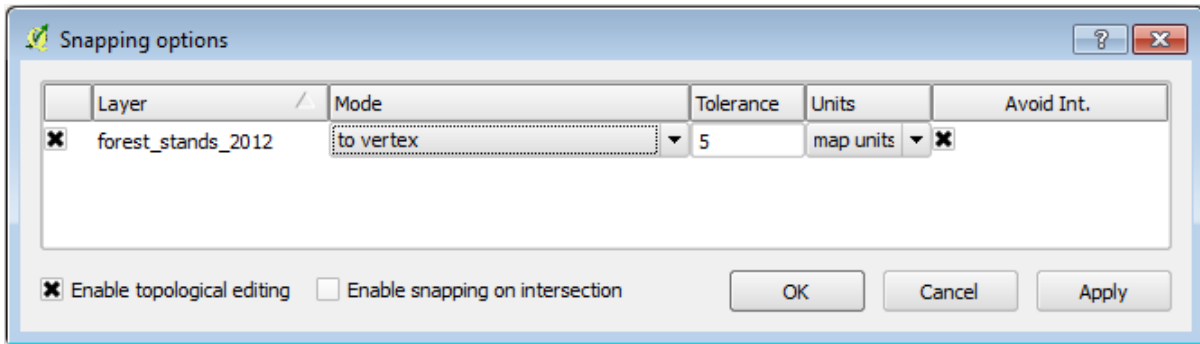 Snapping options
?
Layer Mode Tolerance Units Avoid Int.
forest_stands_2012 to vertex 5 map units
Enable topological editing Enable snapping on intersection OK Cancel Apply